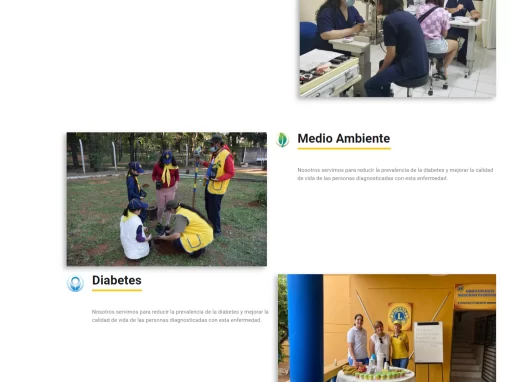 Medio Ambiente
Nosotros servimos para reducir la prevalencia de la diabetes y mejorar la calidad
de vida de las personas diagnosticadas con esta enfermedad.
Diabetes
Nosotros servimos para reducir la prevalencia de la diabetes y mejorar la
calidad de vida de las personas diagnosticadas con esta enfermedad.